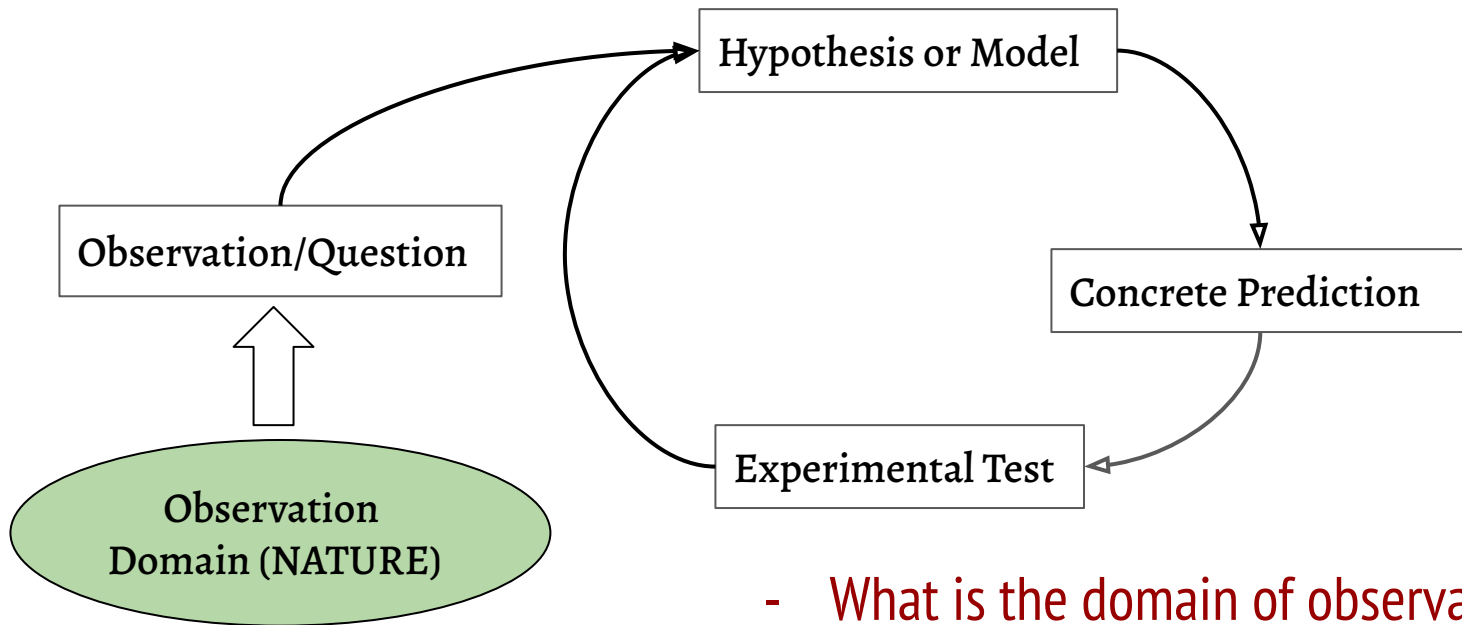 Hypothesis or Model
Observation/Question
Concrete Prediction
Experimental Test
Observation
Domain (NATURE)
- What is the domain of